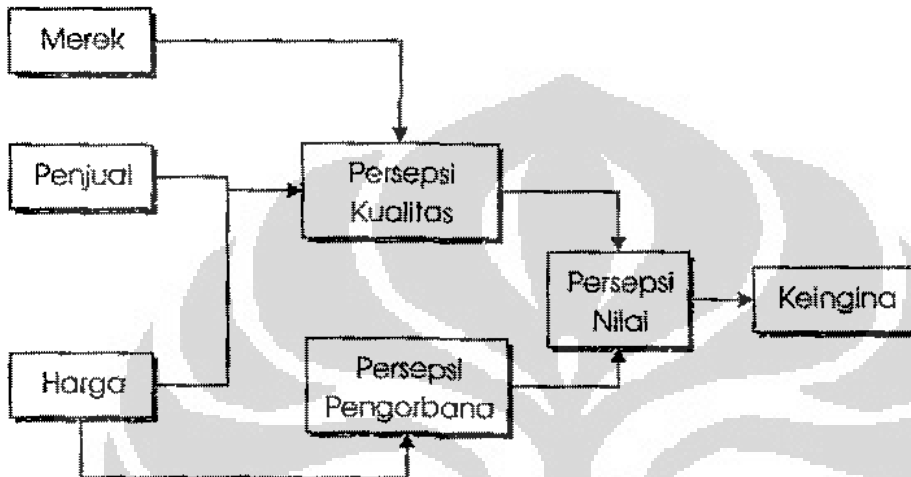 Merek
Penjual
Persepsi
Kualitas
Persepsi
Nilai
Keingina
Harga
Persepsi
Pengorbana